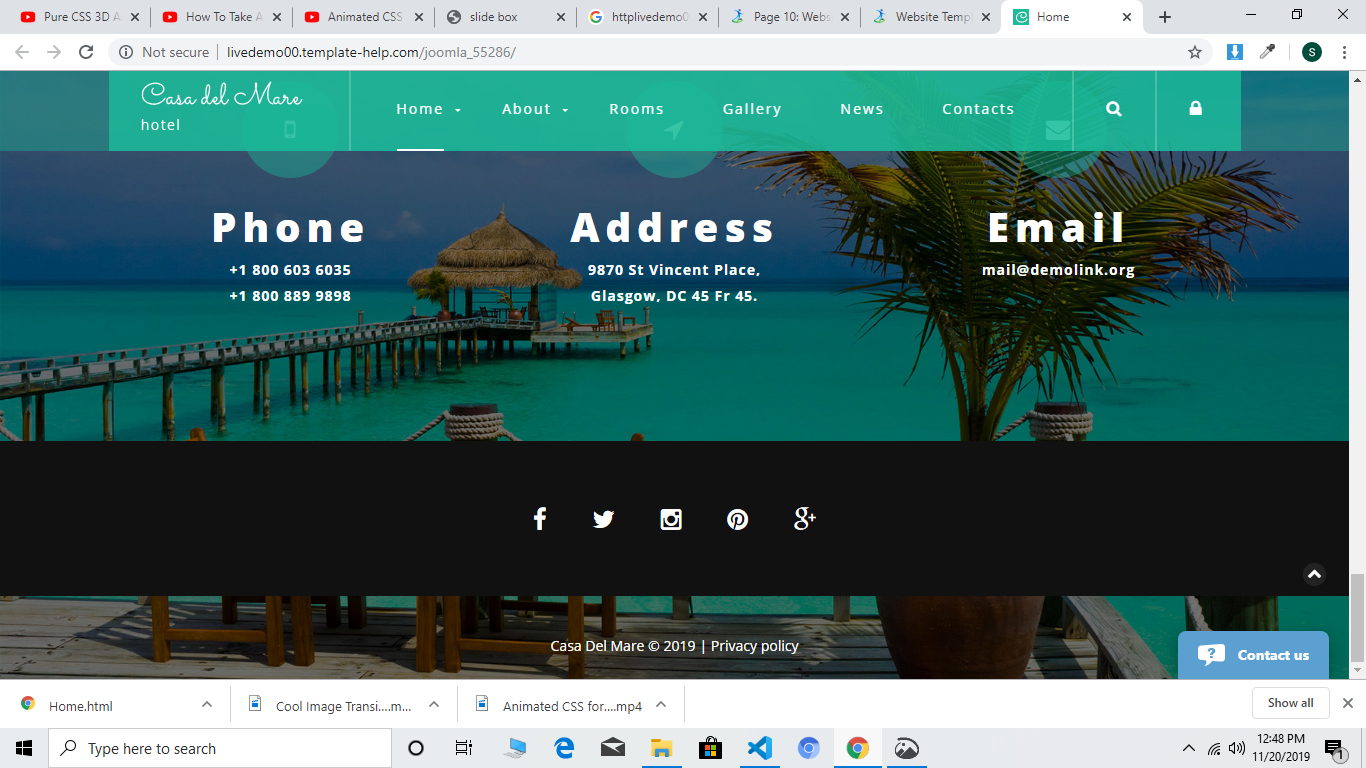 Pure CSS 3D A
How To Take A
Animated CSS
slide box
httplivedemo0
Page 10: Webs
Website Templ
Home
Not secure | livedemo00.template-help.com/joomla_55286/
S
Casa del Mare
hotel
Home About Rooms Gallery News Contacts
Phone
+1 800 603 6035
+1 800 889 9898
Address
9870 St Vincent Place,
Glasgow, DC 45 Fr 45.
Email
mail@demolink.org
Casa Del Mare © 2019 | Privacy policy
Contact us
Home.html
Cool Image Transi....m...
Animated CSS for....mp4
Show all
Type here to search
12:48 PM
11/20/2019
1